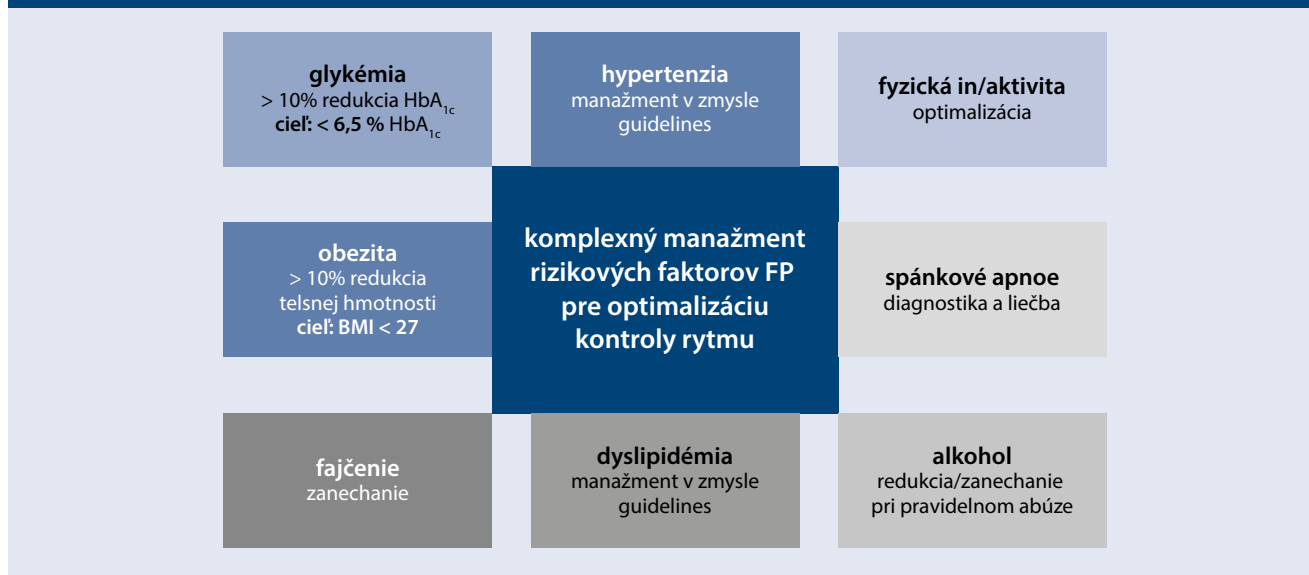 glykémia
> 10% redukcia HbA1c
cieľ: < 6,5 % HbA1c
hypertenzia
manažment v zmysle
guidelines
fyzická in/aktivita
optimalizácia
obezita
> 10% redukcia
telsnej hmotnosti
cieľ: BMI < 27
komplexný manažment
rizikových faktorov FP
pre optimalizáciu
kontroly rytmu
spánkové apnoe
diagnostika a liečba
fajčenie
zanechanie
dyslipidémia
manažment v zmysle
guidelines
alkohol
redukcia/zanechanie
pri pravidelnom abúze